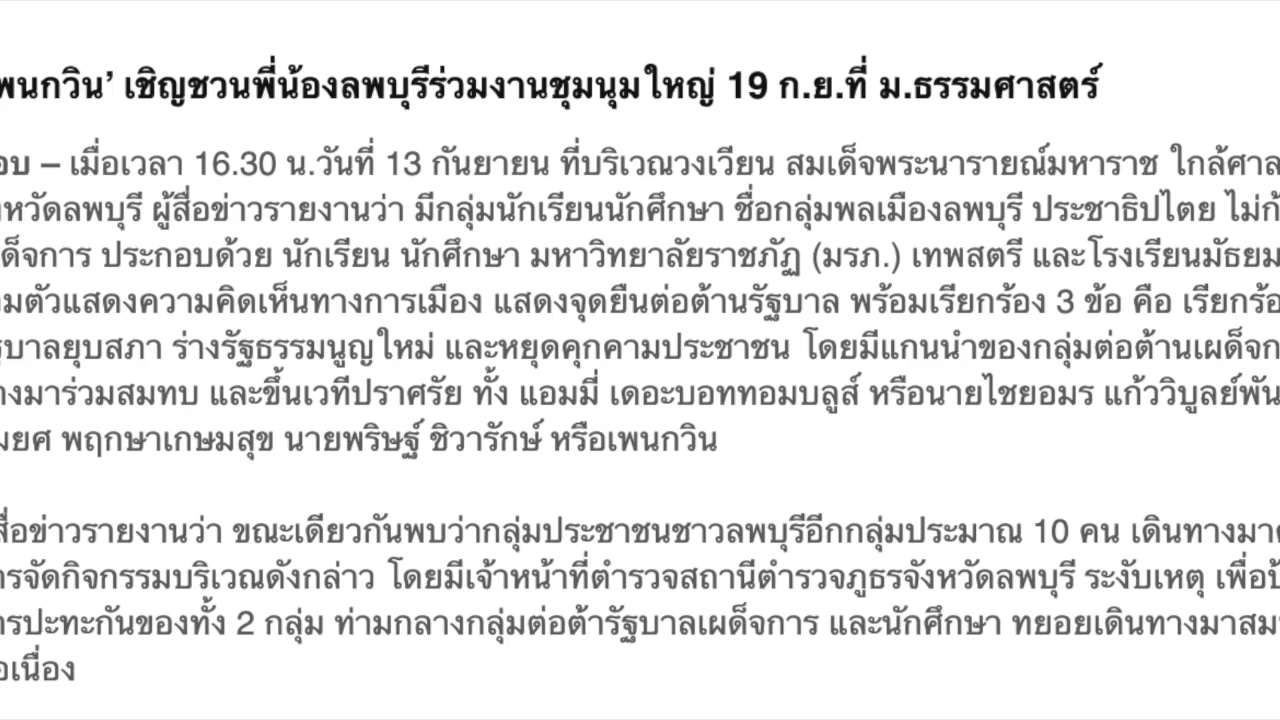 พนกวิน’ เชิญชวนพี่น้องลพบุรีร่วมงานชุมนุมใหญ่ 19 ก.ย.ที่ ม.ธรรมศาสตร์
อบ – เมื่อเวลา 16.30 น.วันที่ 13 กันยายน ที่บริเวณวงเวียน สมเด็จพระนารายณ์มหาราช ใกล้ศาล
งหวัดลพบุรี ผู้สื่อข่าวรายงานว่า มีกลุ่มนักเรียนนักศึกษา ชื่อกลุ่มพลเมืองลพบุรี ประชาธิปไตย ไม่ก้
ด็จการ ประกอบด้วย นักเรียน นักศึกษา มหาวิทยาลัยราชภัฏ (มรภ.) เทพสตรี และโรงเรียนมัธยม
วมตัวแสดงความคิดเห็นทางการเมือง แสดงจุดยืนต่อต้านรัฐบาล พร้อมเรียกร้อง 3 ข้อ คือ เรียกร้อ
ฐบาลยุบสภา ร่างรัฐธรรมนูญใหม่ และหยุดคุกคามประชาชน โดยมีแกนนำของกลุ่มต่อต้านเผด็จก
างมาร่วมสมทบ และขึ้นเวทีปราศรัย ทั้ง แอมมี่ เดอะบอททอมบลูส์ หรือนายไชยอมร แก้ววิบูลย์พัน
มยศ พฤกษาเกษมสุข นายพริษฐ์ ชิวารักษ์ หรือเพนกวิน
สื่อข่าวรายงานว่า ขณะเดียวกันพบว่ากลุ่มประชาชนชาวลพบุรีอีกกลุ่มประมาณ 10 คน เดินทางมาต
ารจัดกิจกรรมบริเวณดังกล่าว โดยมีเจ้าหน้าที่ตำรวจสถานีตำรวจภูธรจังหวัดลพบุรี ระงับเหตุ เพื่อป้
ารปะทะกันของทั้ง 2 กลุ่ม ท่ามกลางกลุ่มต่อต้ารัฐบาลเผด็จการ และนักศึกษา ทยอยเดินทางมาสม
อเนื่อง